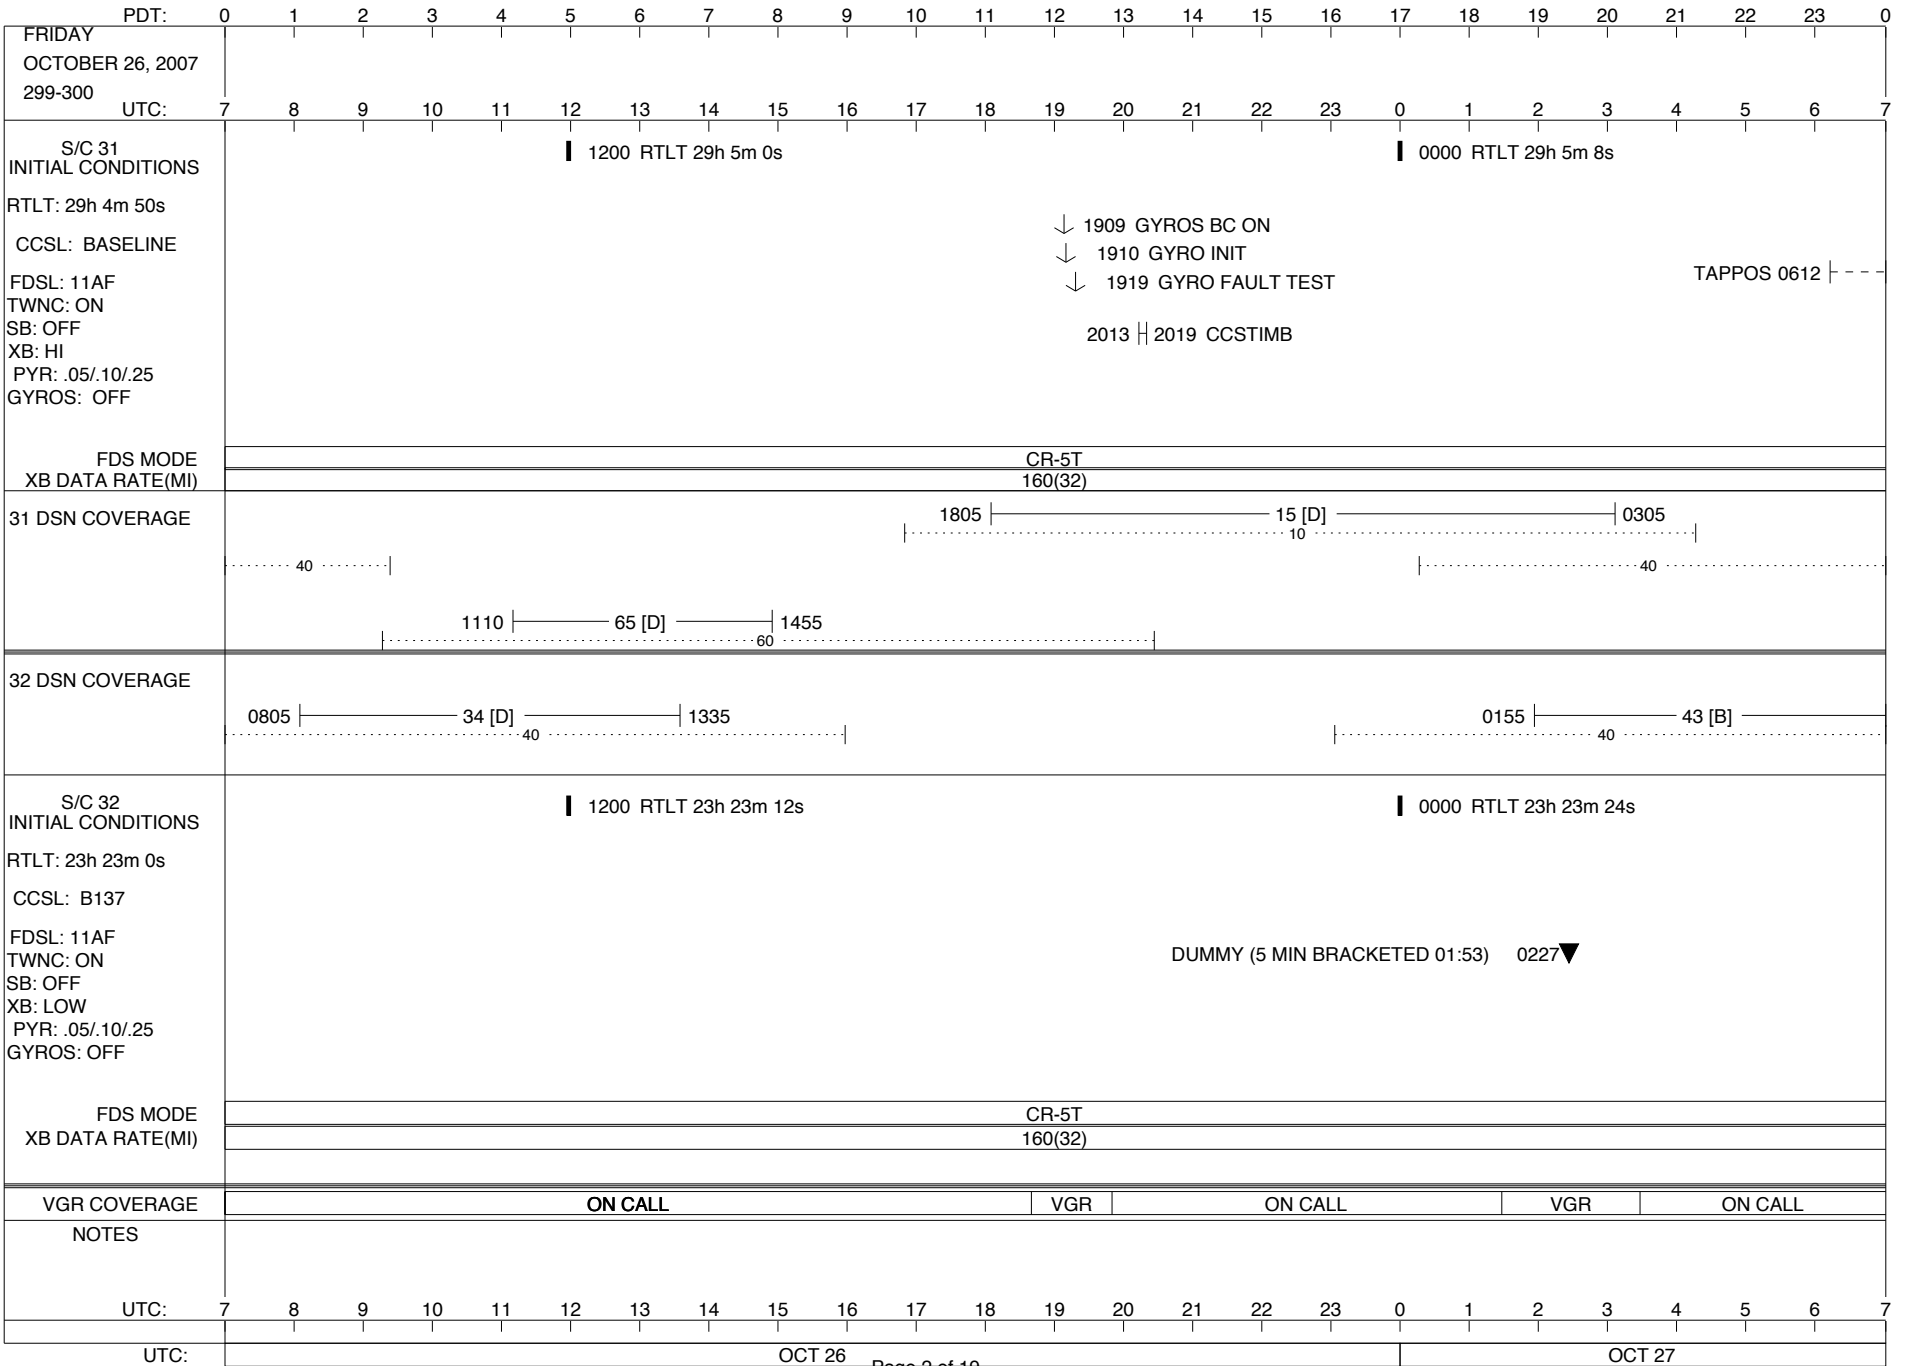 PDT: 0 1 2 3 4 5 6 7 8 9 10 11 12 13 14 15 16 17 18 19 20 21 22 23 0
FRIDAY
OCTOBER 26, 2007
299-300
UTC: 7 8 9 10 11 12 13 14 15 16 17 18 19 20 21 22 23 0 1 2 3 4 5 6 7
S/C 31
INITIAL CONDITIONS
1200 RTLT 29h 5m 0s
0000 RTLT 29h 5m 8s
RTLT: 29h 4m 50s
CCSL: BASELINE
FDSL: 11AF
TWNC: ON
SB: OFF
XB: HI
PYR: .05/.10/.25
GYROS: OFF
1909 GYROS BC ON
1910 GYRO INIT
1919 GYRO FAULT TEST
TAPPOS 0612
2013 2019 CCSTIMB
FDS MODE CR-5T
XB DATA RATE(MI) 160(32)
31 DSN COVERAGE
1805 15 [D] 0305
10
40 40
1110 65 [D] 1455
60
32 DSN COVERAGE
0805 34 [D] 1335 0155 43 [B]
40 40
S/C 32
INITIAL CONDITIONS
1200 RTLT 23h 23m 12s
0000 RTLT 23h 23m 24s
RTLT: 23h 23m 0s
CCSL: B137
FDSL: 11AF
TWNC: ON
SB: OFF
XB: LOW
PYR: .05/.10/.25
GYROS: OFF
DUMMY (5 MIN BRACKETED 01:53) 0227
FDS MODE CR-5T
XB DATA RATE(MI) 160(32)
VGR COVERAGE ON CALL VGR ON CALL VGR ON CALL
NOTES
UTC: 7 8 9 10 11 12 13 14 15 16 17 18 19 20 21 22 23 0 1 2 3 4 5 6 7
UTC: OCT 26 OCT 27